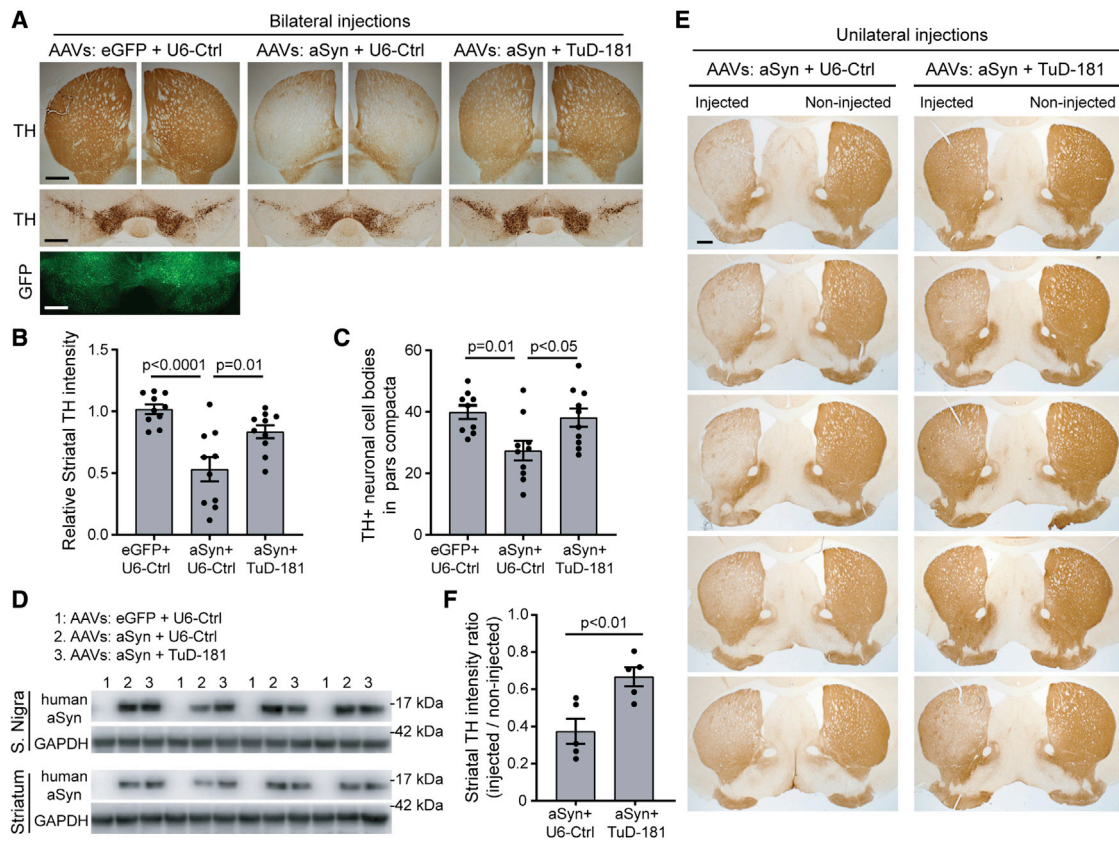 A
Bilateral injections
AAVs: eGFP + U6-Ctrl
AAVs: aSyn + U6-Ctrl
AAVs: aSyn + TuD-181
TH
TH
GFP
B
Relative Striatal TH intensity
1.5
1.0
0.5
0.0
p<0.0001
p=0.01
eGFP+
U6-Ctrl
aSyn+
U6-Ctrl
aSyn+
TuD-181
C
TH+ neuronal cell bodies
in pars compacta
60
40
20
0
p=0.01
p<0.05
eGFP+
U6-Ctrl
aSyn+
U6-Ctrl
aSyn+
TuD-181
D
1: AAVs: eGFP + U6-Ctrl
2. AAVs: aSyn + U6-Ctrl
3. AAVs: aSyn + TuD-181
1 2 3 1 2 3 1 2 3 1 2 3
S. Nigra
human
aSyn
-17 kDa
-42 kDa
GAPDH
Striatum
human
aSyn
-17 kDa
-42 kDa
GAPDH
E
Unilateral injections
AAVs: aSyn + U6-Ctrl
AAVs: aSyn + TuD-181
Injected
Non-injected
Injected
Non-injected
F
Striatal TH intensity ratio
(injected / non-injected)
1.0
0.8
0.6
0.4
0.2
0
p<0.01
aSyn+
U6-Ctrl
aSyn+
TuD-181